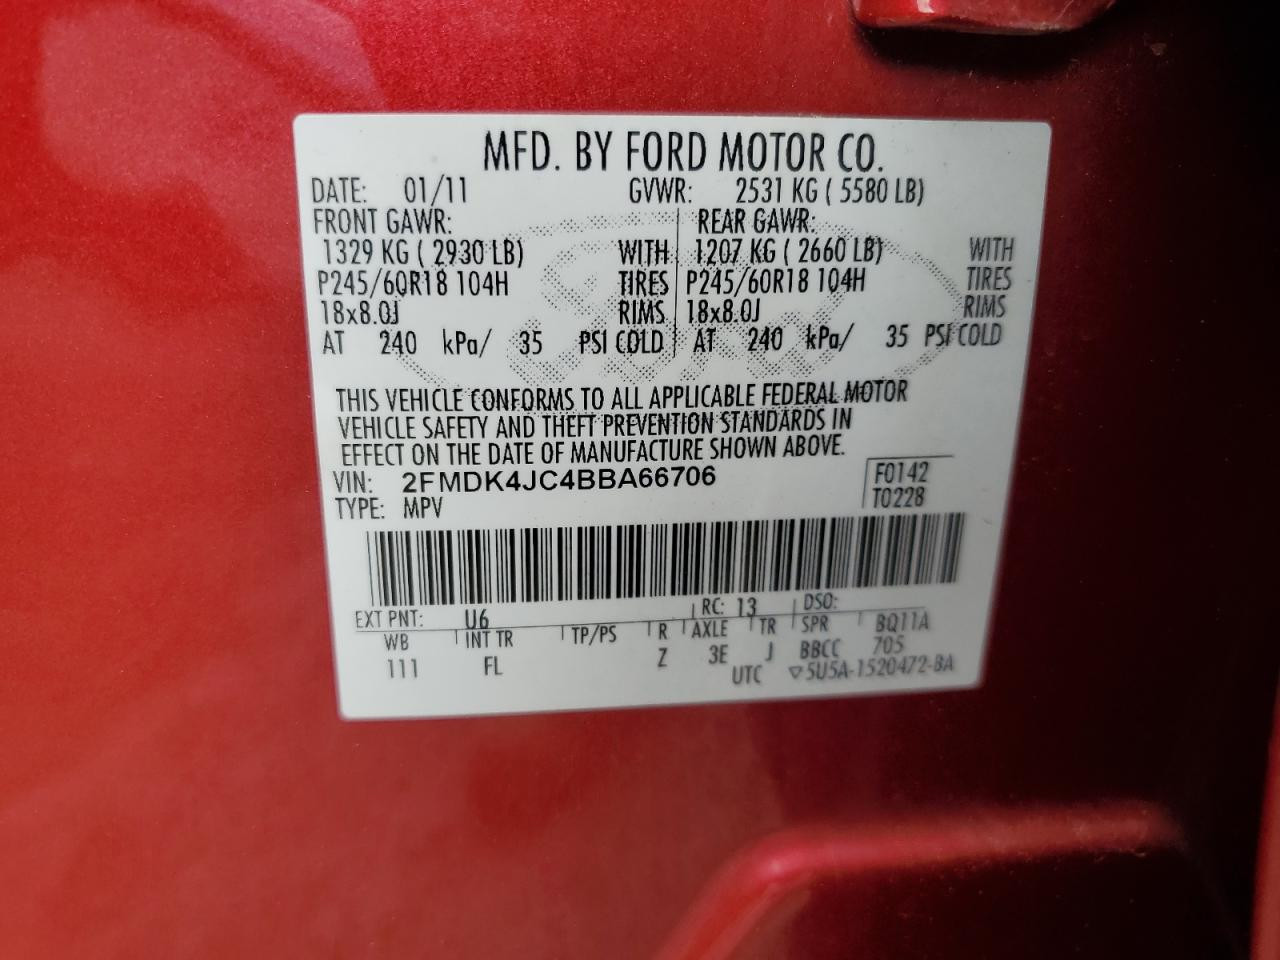 MFD. BY FORD MOTOR CO.
DATE: 01/11 GVWR: 2531 KG ( 5580 LB)
FRONT GAWR: REAR GAWR:
1329 KG ( 2930 LB) WITH 1207 KG ( 2660 LB) WITH
P245/60R18 104H TIRES P245/60R18 104H TIRES
18x8.0J RIMS 18x8.0J RIMS
AT 240 kPa/ 35 PSI COLD AT 240 kPa/ 35 PSI COLD
THIS VEHICLE CONFORMS TO ALL APPLICABLE FEDERAL MOTOR
VEHICLE SAFETY AND THEFT PREVENTION STANDARDS IN
EFFECT ON THE DATE OF MANUFACTURE SHOWN ABOVE.
VIN: 2FMDK4JC4BBA66706 F0142
TYPE: MPV T0228
EXT PNT: U6 RC: 13 DSO:
WB INT TR TP/PS R AXLE TR SPR BQ11A
111 FL Z 3E J BBCC 705
UTC ▽5U5A-1520472-BA